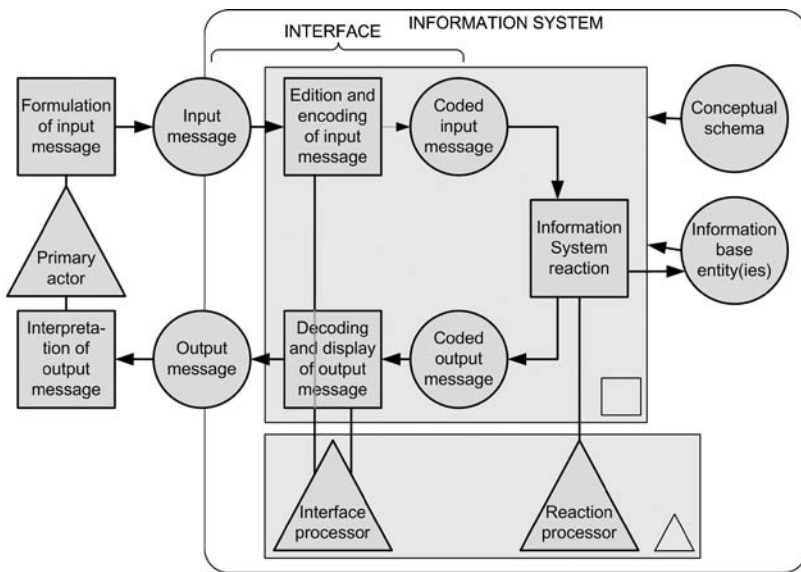 INFORMATION SYSTEM
INTERFACE
Formulation
of input
message
Input
message
Edition and
encoding
of input
message
Coded
input
message
Conceptual
schema
Primary
actor
Information
System
reaction
Information
base
entity(ies)
Interpreta-
tion of
output
message
Output
message
Decoding
and display
of output
message
Coded
output
message
Interface
processor
Reaction
processor